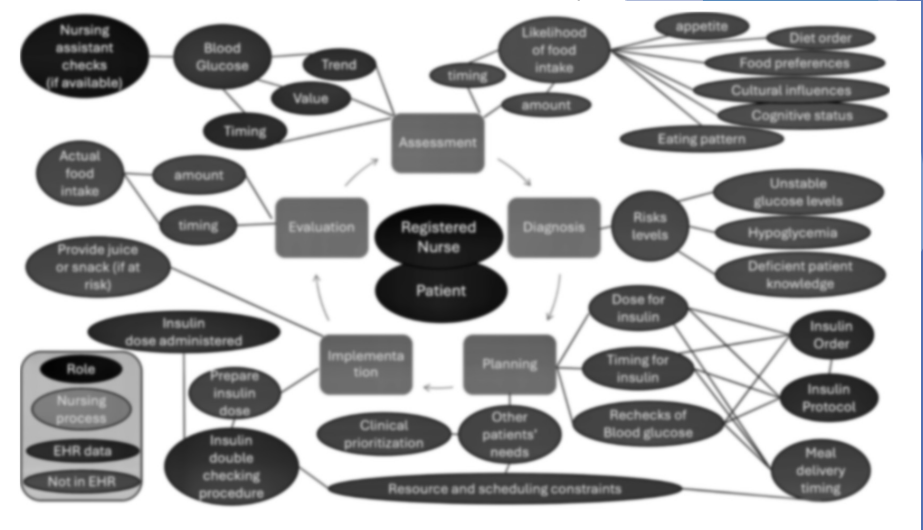 Nursing
assistant
checks
(if available)
Blood
Glucose
Trend
Value
Timing
timing
Likelihood
of food
intake
amount
appetite
Diet order
Food preferences
Cultural influences
Cognitive status
Eating pattern
Assessment
Actual
food
intake
amount
timing
Evaluation
Registered
Nurse
Patient
Diagnosis
Risks
levels
Unstable
glucose levels
Hypoglycemia
Deficient patient
knowledge
Provide juice
or snack (if at
risk)
Insulin
dose administered
Prepare
insulin
dose
Insulin
double
checking
procedure
Implementa
tion
Planning
Dose for
insulin
Timing for
insulin
Rechecks of
Blood glucose
Insulin
Order
Insulin
Protocol
Meal
delivery
timing
Clinical
prioritization
Other
patients'
needs
Resource and scheduling constraints
Role
Nursing
process
EHR data
Not in EHR